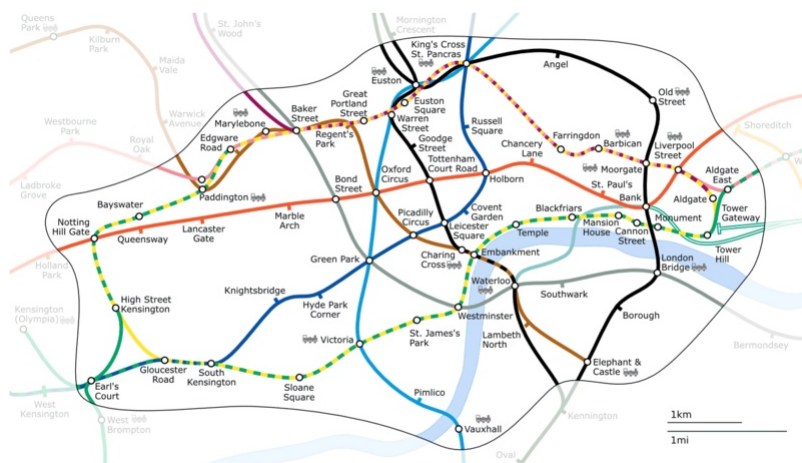 Queens
Park
Kilburn
Park
Maida
Vale
St. John's
Wood
Mornington
Crescent
King's Cross
St. Pancras
Euston
Angel
Old
Street
Euston
Square
Great
Portland
Street
Warren
Street
Baker
Street
Marylebone
Regent's
Park
Edgware
Road
Warwick
Avenue
Royal
Oak
Westbourne
Park
Ladbroke
Grove
Goodge
Street
Russell
Square
Farringdon
Barbican
Liverpool
Street
Moorgate
Shoreditch
Chancery
Lane
Aldgate
East
Aldgate
Tottenham
Court Road
Oxford
Circus
Bond
Street
Holborn
St. Paul's
Bank
Paddington
Bayswater
Notting
Hill Gate
Queensway
Lancaster
Gate
Marble
Arch
Holland
Park
Covent
Garden
Leicester
Square
Piccadilly
Circus
Charing
Cross
Embankment
Temple
Blackfriars
Mansion
House
Cannon
Street
Monument
Tower
Gateway
Tower
Hill
Green Park
Knightsbridge
Hyde Park
Corner
Waterloo
Southwark
London
Bridge
Borough
Bermondsey
Westminster
St. James's
Park
Victoria
Lambeth
North
Elephant &
Castle
Kennington
Oval
Vauxhall
Pimlico
Sloane
Square
South
Kensington
Gloucester
Road
High Street
Kensington
Kensington
(Olympia)
Earl's
Court
West
Kensington
West
Brompton
1km
1mi